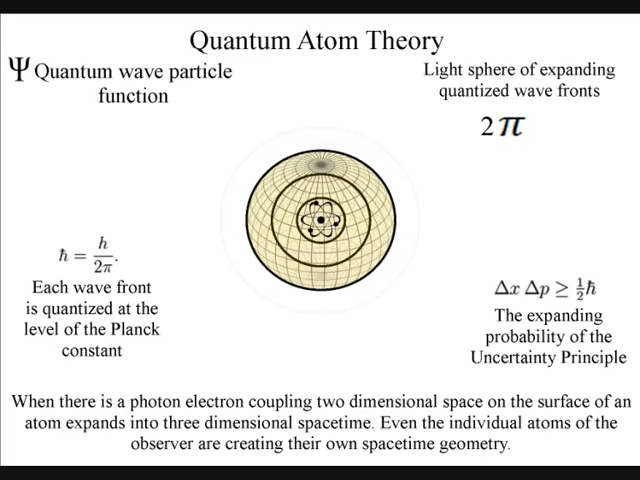 Quantum Atom Theory
Ψ Quantum wave particle
function
Light sphere of expanding
quantized wave fronts
2π
ℏ = h/2π.
Each wave front
is quantized at the
level of the Planck
constant
Δx Δp ≥ ½ℏ
The expanding
probability of the
Uncertainty Principle
When there is a photon electron coupling two dimensional space on the surface of an
atom expands into three dimensional spacetime. Even the individual atoms of the
observer are creating their own spacetime geometry.